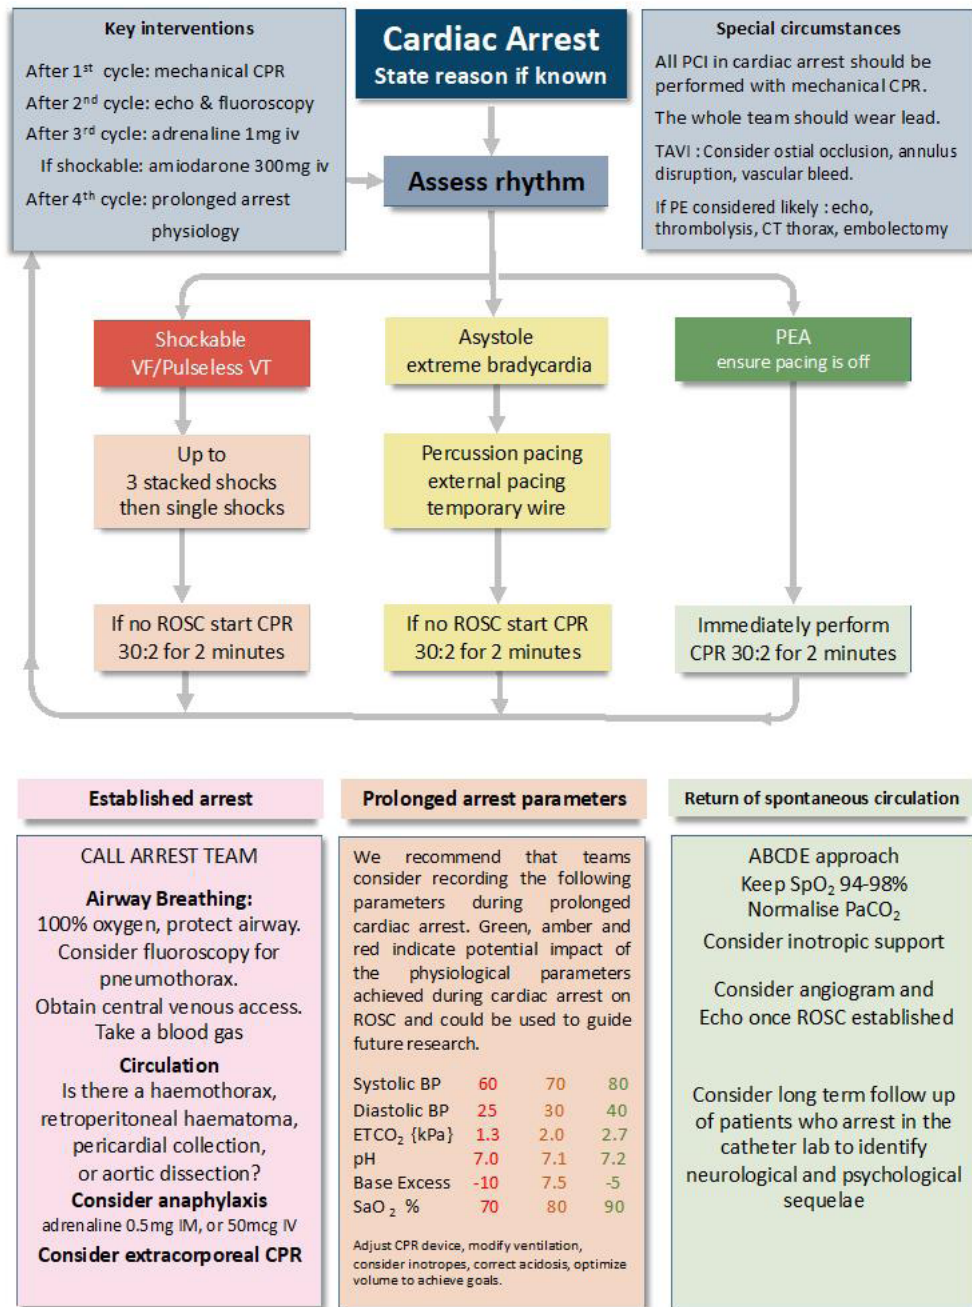 Key interventions
After 1st cycle: mechanical CPR
After 2nd cycle: echo & fluoroscopy
After 3rd cycle: adrenaline 1mg iv
If shockable: amiodarone 300mg iv
After 4th cycle: prolonged arrest
physiology
Cardiac Arrest
State reason if known
Assess rhythm
Special circumstances
All PCI in cardiac arrest should be
performed with mechanical CPR.
The whole team should wear lead.
TAVI : Consider ostial occlusion, annulus
disruption, vascular bleed.
If PE considered likely : echo,
thrombolysis, CT thorax, embolectomy
Shockable
VF/Pulseless VT
Up to
3 stacked shocks
then single shocks
If no ROSC start CPR
30:2 for 2 minutes
Asystole
extreme bradycardia
Percussion pacing
external pacing
temporary wire
If no ROSC start CPR
30:2 for 2 minutes
PEA
ensure pacing is off
Immediately perform
CPR 30:2 for 2 minutes
Established arrest
CALL ARREST TEAM
Airway Breathing:
100% oxygen, protect airway.
Consider fluoroscopy for
pneumothorax.
Obtain central venous access.
Take a blood gas
Circulation
Is there a haemothorax,
retroperitoneal haematoma,
pericardial collection,
or aortic dissection?
Consider anaphylaxis
adrenaline 0.5mg IM, or 50mcg IV
Consider extracorporeal CPR
Prolonged arrest parameters
We recommend that teams
consider recording the following
parameters during prolonged
cardiac arrest. Green, amber and
red indicate potential impact of
the physiological parameters
achieved during cardiac arrest on
ROSC and could be used to guide
future research.
Systolic BP 60 70 80
Diastolic BP 25 30 40
ETCO₂ {kPa} 1.3 2.0 2.7
pH 7.0 7.1 7.2
Base Excess -10 7.5 -5
SaO₂ % 70 80 90
Adjust CPR device, modify ventilation,
consider inotropes, correct acidosis, optimize
volume to achieve goals.
Return of spontaneous circulation
ABCDE approach
Keep SpO₂ 94-98%
Normalise PaCO₂
Consider inotropic support
Consider angiogram and
Echo once ROSC established
Consider long term follow up
of patients who arrest in the
catheter lab to identify
neurological and psychological
sequelae